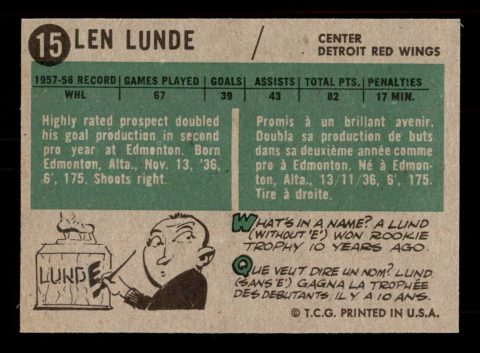 15 LEN LUNDE / CENTER
DETROIT RED WINGS
1957-58 RECORD GAMES PLAYED GOALS ASSISTS TOTAL PTS. PENALTIES
WHL 67 39 43 82 17 MIN.
Highly rated prospect doubled
his goal production in second
pro year at Edmonton. Born
Edmonton, Alta., Nov. 13, '36,
6', 175. Shoots right.
Promis à un brillant avenir.
Doubla sa production de buts
dans sa deuxième année comme
pro à Edmonton. Né à Edmon-
ton, Alta., 13/11/36, 6', 175.
Tire à droite.
LUNDE
WHAT'S IN A NAME? A LUND
(WITHOUT 'E') WON ROOKIE
TROPHY 10 YEARS AGO.
QUE VEUT DIRE UN NOM? LUND
(SANS 'E') GAGNA LA TROPHÉE
DES DÉBUTANTS IL Y A 10 ANS.
© T.C.G. PRINTED IN U.S.A.